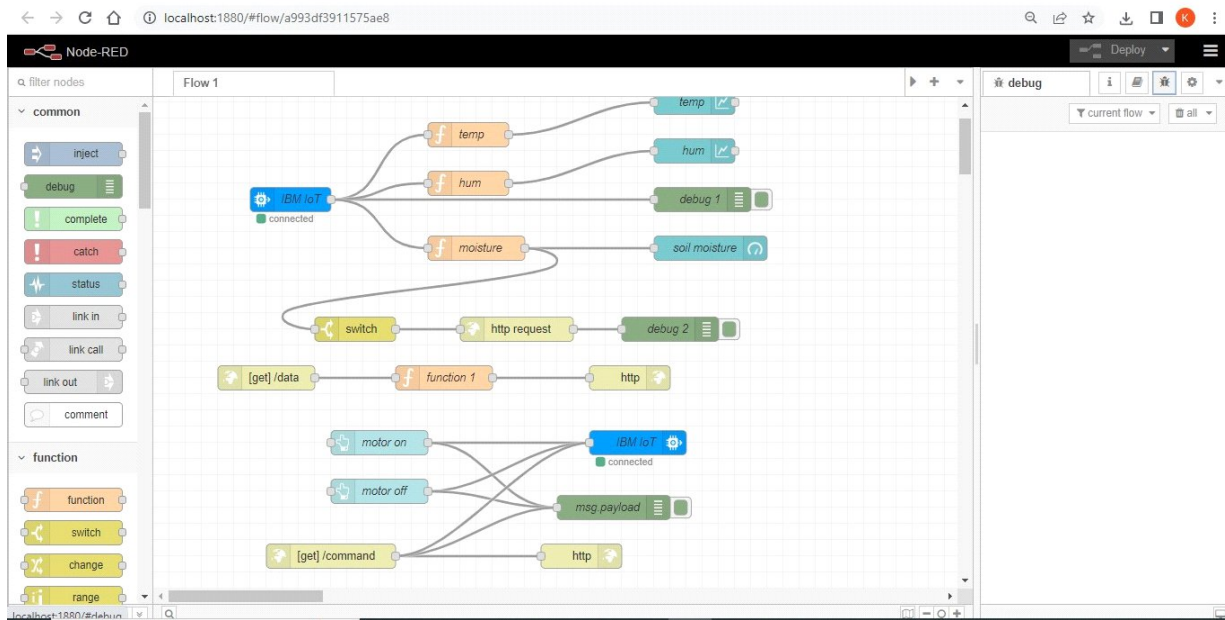 localhost:1880/#flow/a993df3911575ae8
K
Node-RED
Deploy
filter nodes
Flow 1
debug
i
current flow
all
common
inject
debug
complete
catch
status
link in
link call
link out
comment
function
function
switch
change
range
temp
temp
hum
hum
IBM IoT
connected
debug 1
moisture
soil moisture
switch
http request
debug 2
[get] /data
function 1
http
motor on
IBM IoT
connected
motor off
msg.payload
[get] /command
http
localhost:1880/#debug